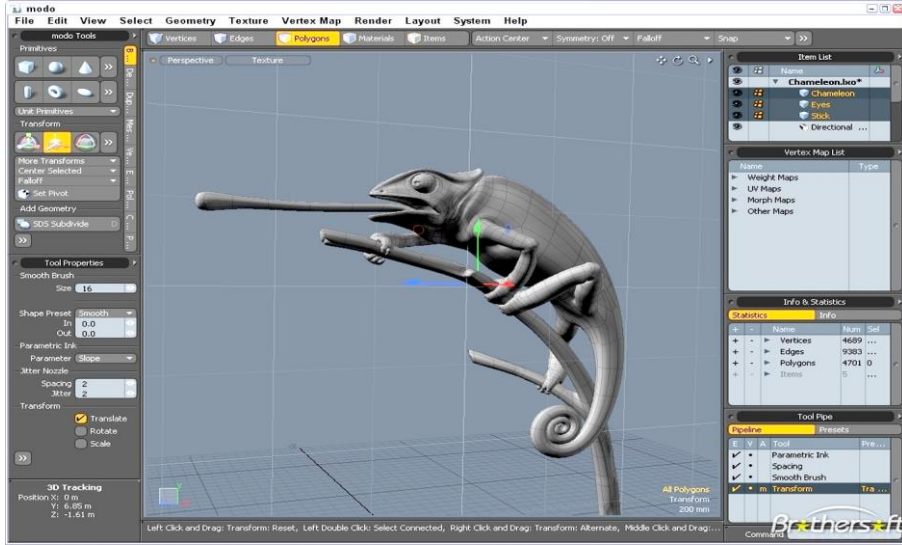 modo
File Edit View Select Geometry Texture Vertex Map Render Layout System Help
modo Tools
Primitives
Unit Primitives
Transform
More Transforms
Center Selected
Falloff
Set Pivot
Add Geometry
SDS Subdivide D
B...
De...
Dup...
Mes...
Ve...
E...
Pol...
C...
P...
Tool Properties
Smooth Brush
Size 16
Shape Preset Smooth
In 0.0
Out 0.0
Parametric Ink
Parameter Slope
Jitter Nozzle
Spacing 2
Jitter 2
Transform
Translate
Rotate
Scale
3D Tracking
Position X: 0 m
Y: 6.85 m
Z: -1.61 m
Vertices Edges Polygons Materials Items Action Center Symmetry: Off Falloff Snap
Perspective Texture
All Polygons
Transform
200 mm
Left Click and Drag: Transform: Reset, Left Double Click: Select Connected, Right Click and Drag: Transform: Alternate, Middle Click and Drag:...
Item List
Name
Chameleon.lxo*
Chameleon
Eyes
Stick
Directional ...
Vertex Map List
Name Type
Weight Maps
UV Maps
Morph Maps
Other Maps
Info & Statistics
Statistics Info
+ - Name Num Sel
+ - Vertices 4689 ...
+ - Edges 9383 ...
+ - Polygons 4701 0
+ - Items 5 ...
Tool Pipe
Pipeline Presets
E V A Tool Pre...
Parametric Ink
Spacing
Smooth Brush
m Transform Tra ...
Command
Brothersoft